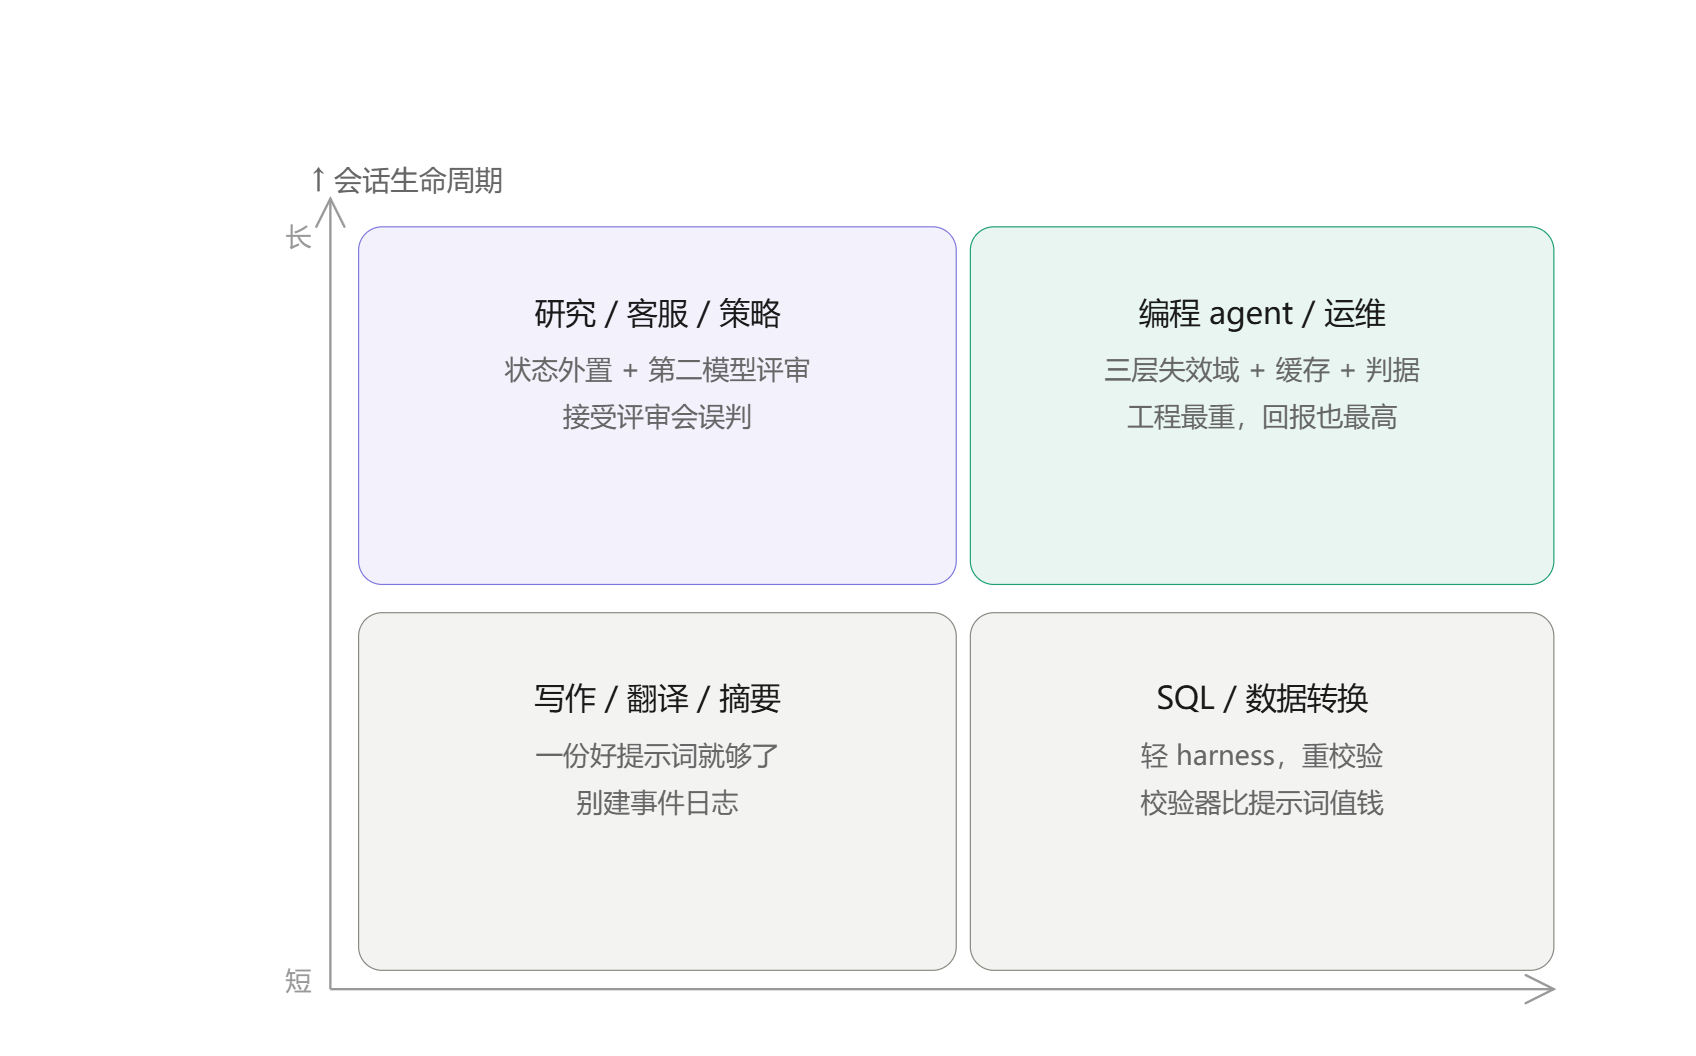 ↑ 会话生命周期
长
研究 / 客服 / 策略
状态外置 + 第二模型评审
接受评审会误判
编程 agent / 运维
三层失效域 + 缓存 + 判据
工程最重，回报也最高
写作 / 翻译 / 摘要
一份好提示词就够了
别建事件日志
SQL / 数据转换
轻 harness，重校验
校验器比提示词值钱
短